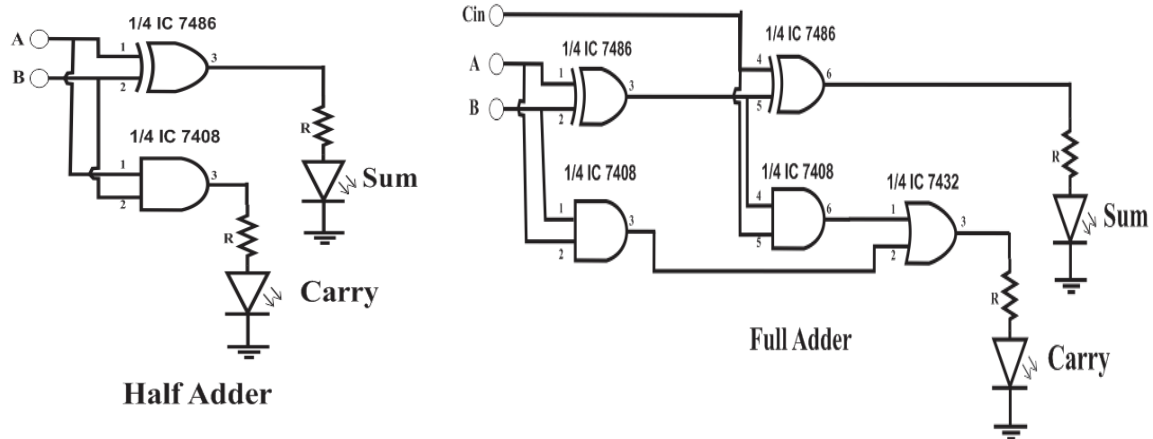 1/4 IC 7486
A
B
1
2
3
1/4 IC 7408
1
2
3
R
Sum
R
Carry
Half Adder
Cin
1/4 IC 7486
1/4 IC 7486
A
B
1
2
3
4
5
6
1/4 IC 7408
1/4 IC 7408
1/4 IC 7432
1
2
3
4
5
6
1
2
3
R
Sum
R
Carry
Full Adder